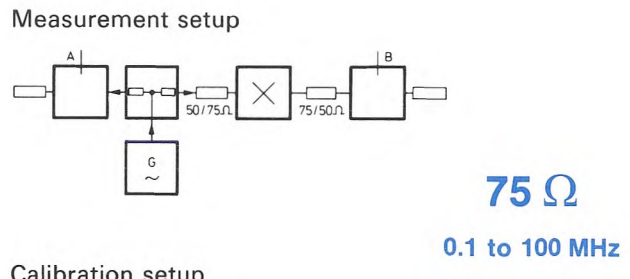 Measurement setup
A
B
50/75Ω
75/50Ω
G
~
75 Ω
0.1 to 100 MHz
Calibration setup